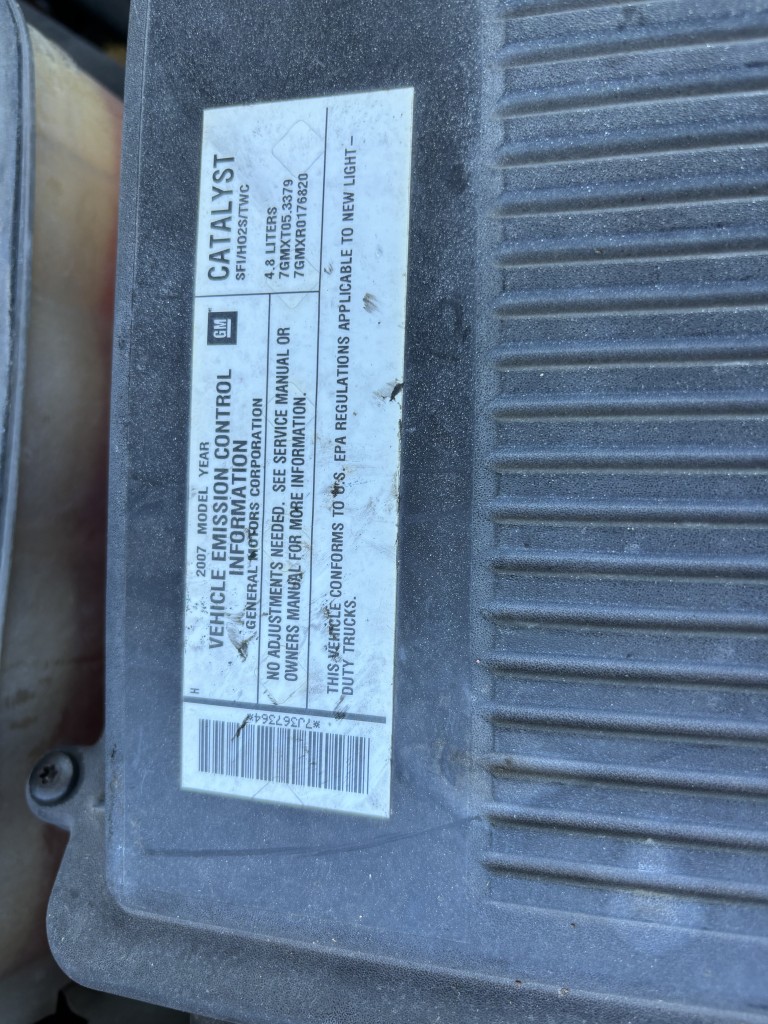 H
2007 MODEL YEAR
VEHICLE EMISSION CONTROL
INFORMATION
GENERAL MOTORS CORPORATION
GM
CATALYST
SFI/HO2S/TWC
4.8 LITERS
7GMXT05.3379
7GMXR0176820
NO ADJUSTMENTS NEEDED. SEE SERVICE MANUAL OR
OWNERS MANUAL FOR MORE INFORMATION.
THIS VEHICLE CONFORMS TO U.S. EPA REGULATIONS APPLICABLE TO NEW LIGHT-
DUTY TRUCKS.
*7J367364*